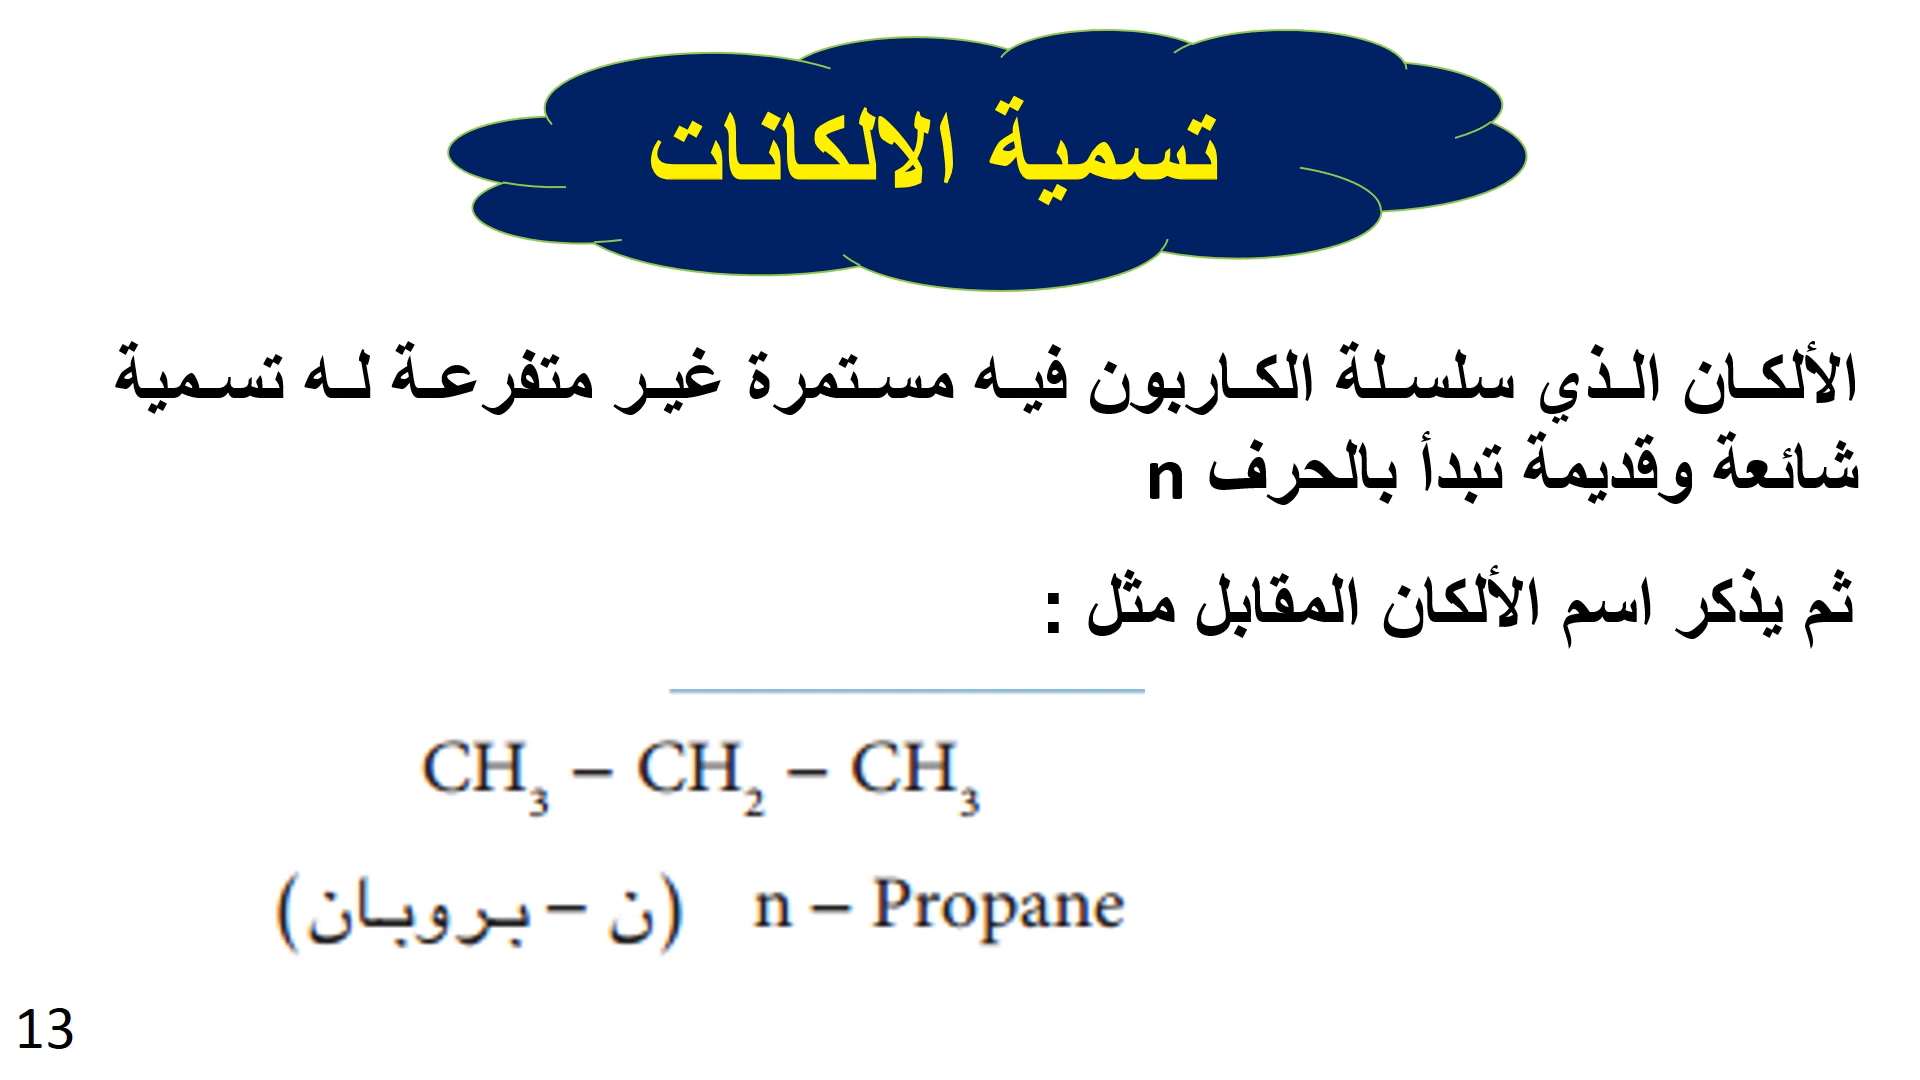 تسمية الالكانات
الألكان الذي سلسلة الكاربون فيه مستمرة غير متفرعة له تسمية
شائعة وقديمة تبدأ بالحرف n
ثم يذكر اسم الألكان المقابل مثل :
CH₃ – CH₂ – CH₃
n – Propane (ن – بروبان)
13